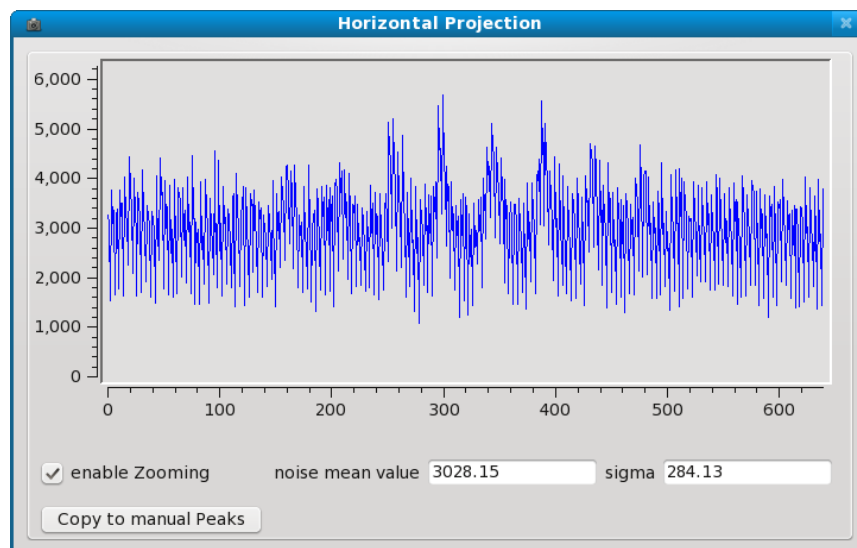 Horizontal Projection
6,000
5,000
4,000
3,000
2,000
1,000
0
0 100 200 300 400 500 600
enable Zooming noise mean value 3028.15 sigma 284.13
Copy to manual Peaks